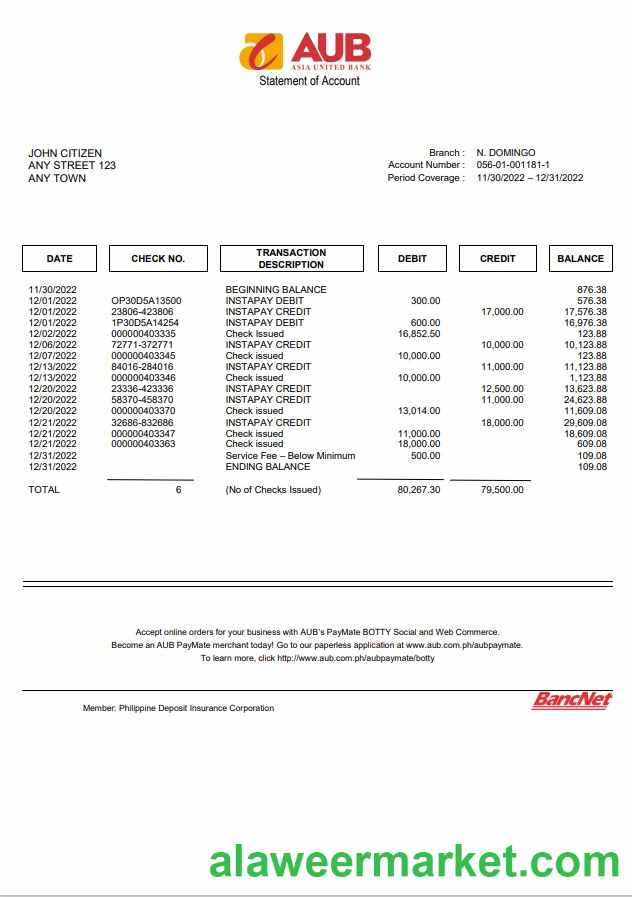 AUB
ASIA UNITED BANK
Statement of Account
JOHN CITIZEN
ANY STREET 123
ANY TOWN
Branch : N. DOMINGO
Account Number : 056-01-001181-1
Period Coverage : 11/30/2022 – 12/31/2022
DATE CHECK NO. TRANSACTION DESCRIPTION DEBIT CREDIT BALANCE
11/30/2022 BEGINNING BALANCE 876.38
12/01/2022 OP30D5A13500 INSTAPAY DEBIT 300.00 576.38
12/01/2022 23806-423806 INSTAPAY CREDIT 17,000.00 17,576.38
12/01/2022 1P30D5A14254 INSTAPAY DEBIT 600.00 16,976.38
12/02/2022 000000403335 Check Issued 16,852.50 123.88
12/06/2022 72771-372771 INSTAPAY CREDIT 10,000.00 10,123.88
12/07/2022 000000403345 Check issued 10,000.00 123.88
12/13/2022 84016-284016 INSTAPAY CREDIT 11,000.00 11,123.88
12/13/2022 000000403346 Check issued 10,000.00 1,123.88
12/20/2022 23336-423336 INSTAPAY CREDIT 12,500.00 13,623.88
12/20/2022 58370-458370 INSTAPAY CREDIT 11,000.00 24,623.88
12/20/2022 000000403370 Check issued 13,014.00 11,609.08
12/21/2022 32686-832686 INSTAPAY CREDIT 18,000.00 29,609.08
12/21/2022 000000403347 Check issued 11,000.00 18,609.08
12/21/2022 000000403363 Check issued 18,000.00 609.08
12/31/2022 Service Fee – Below Minimum 500.00 109.08
12/31/2022 ENDING BALANCE 109.08
TOTAL 6 (No of Checks Issued) 80,267.30 79,500.00
Accept online orders for your business with AUB's PayMate BOTTY Social and Web Commerce.
Become an AUB PayMate merchant today! Go to our paperless application at www.aub.com.ph/aubpaymate.
To learn more, click http://www.aub.com.ph/aubpaymate/botty
BancNet
Member: Philippine Deposit Insurance Corporation
alaweermarket.com